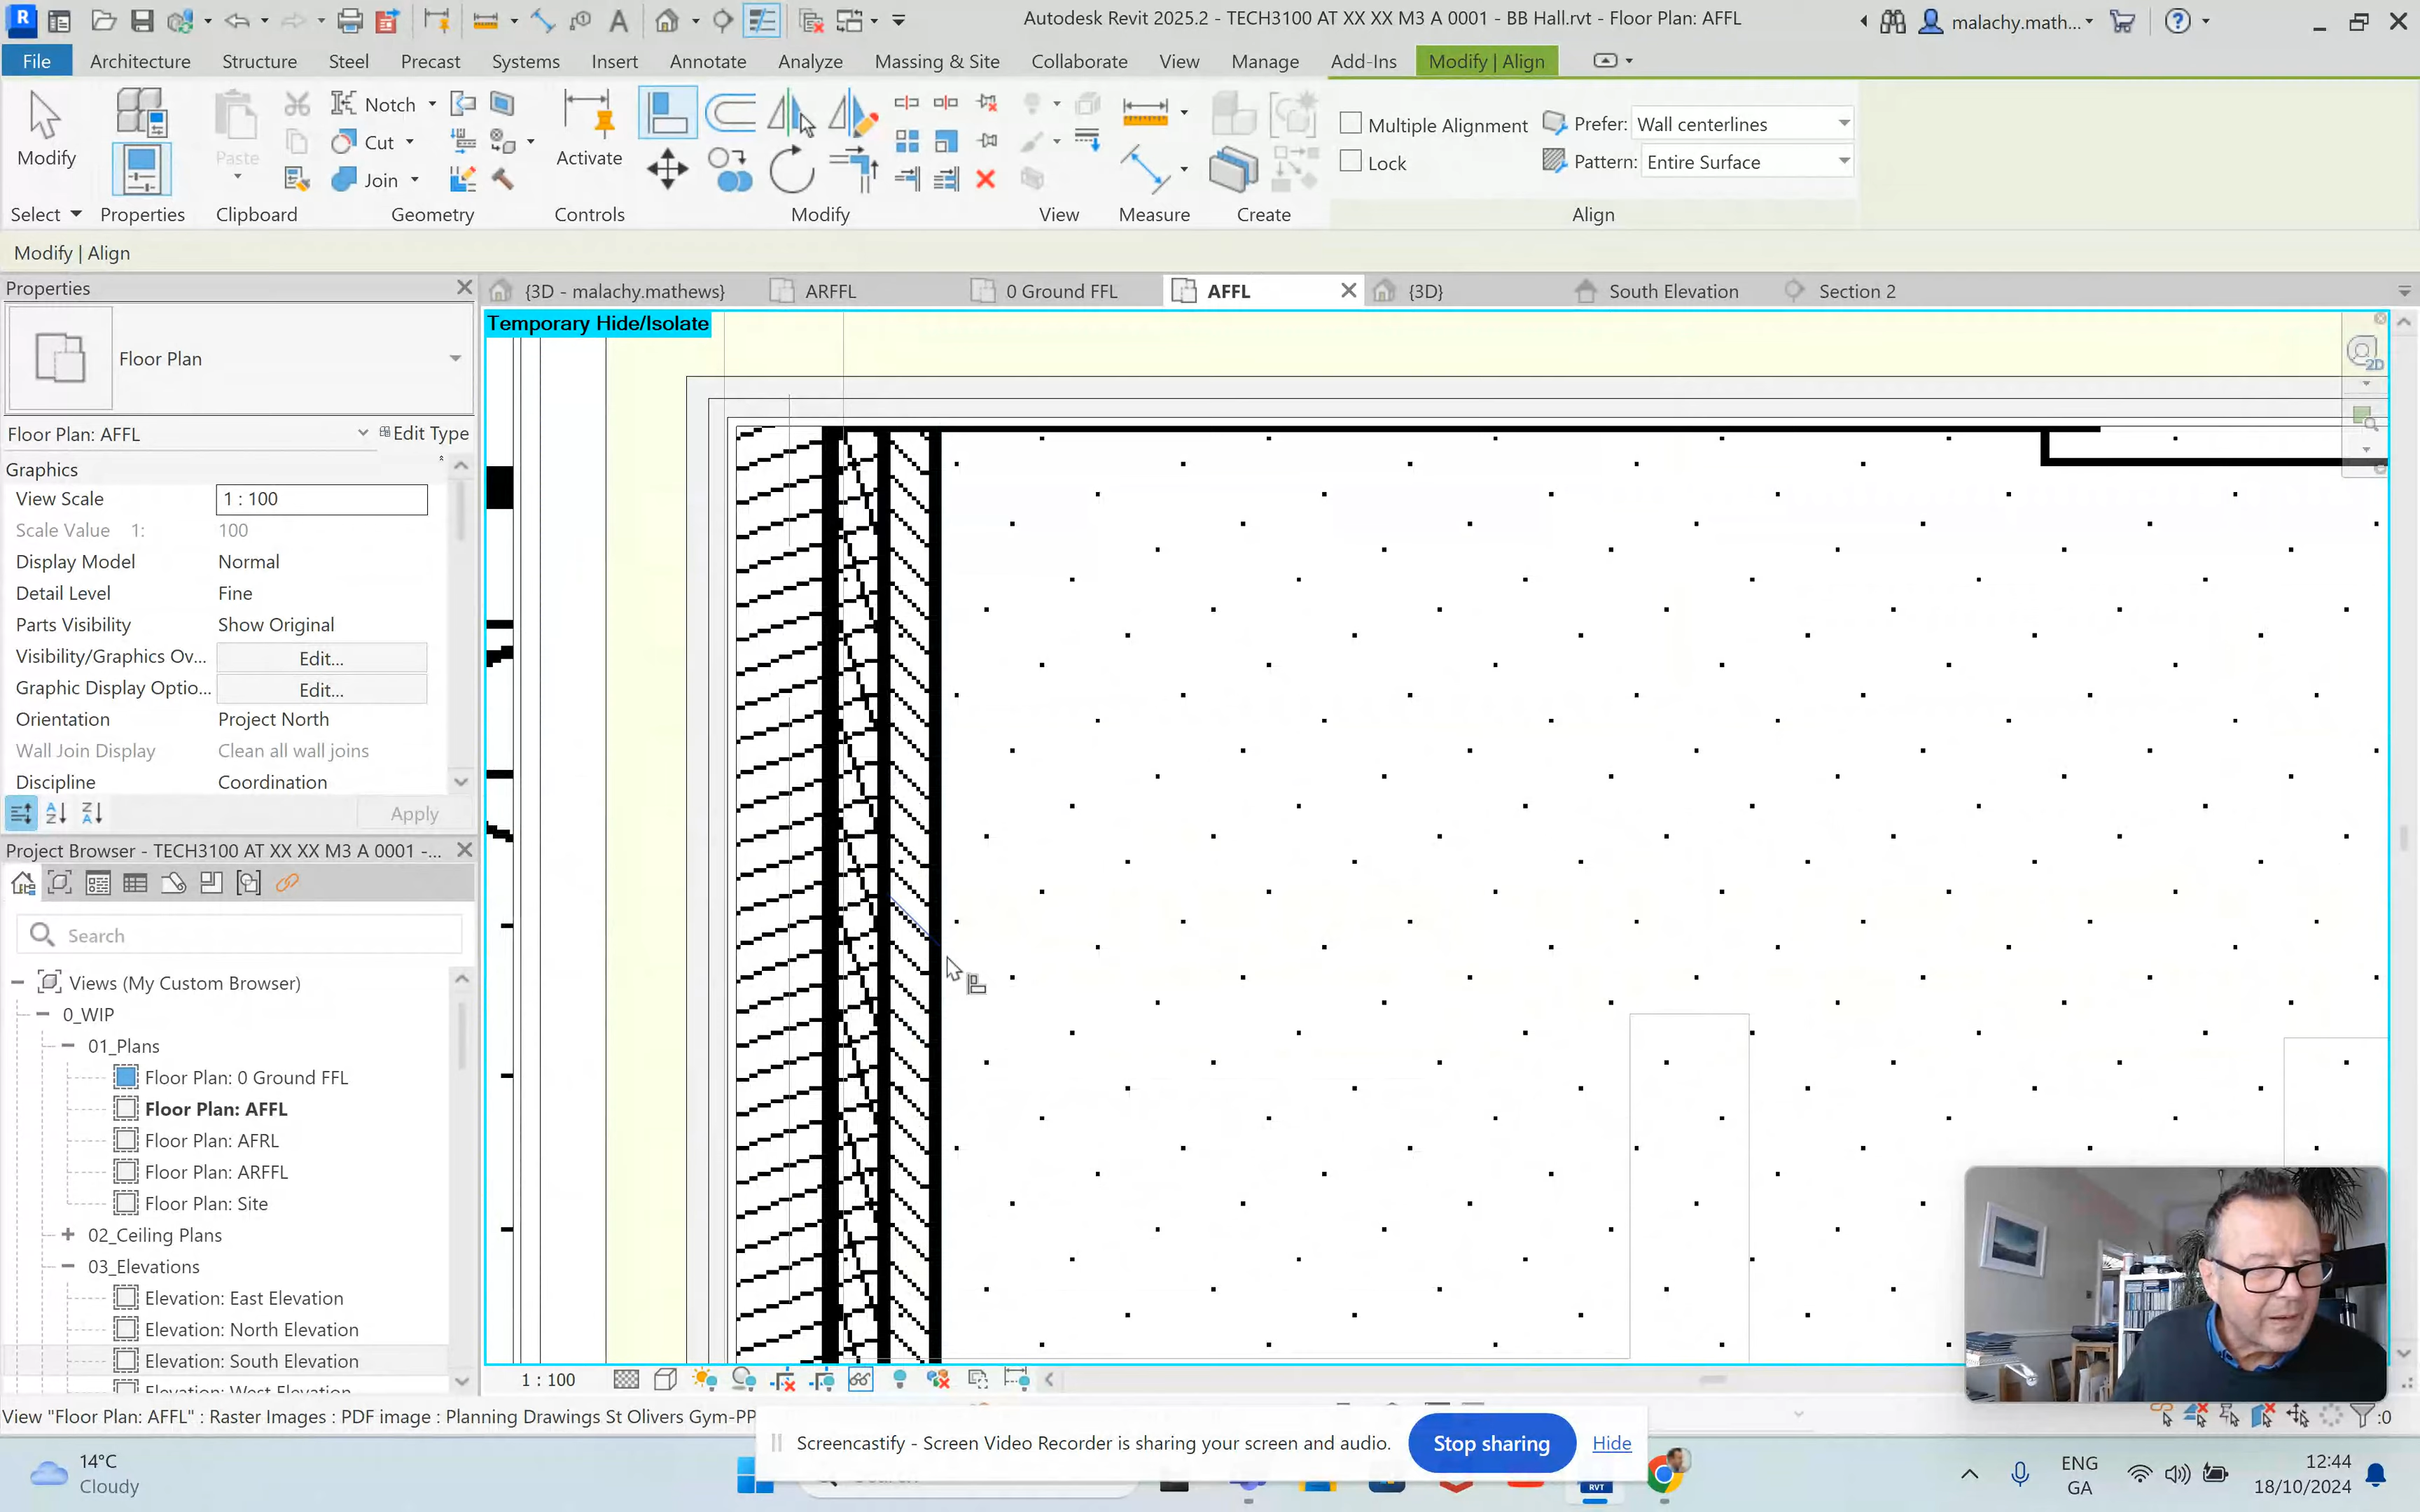 Autodesk Revit 2025.2 - TECH3100 AT XX XX M3 A 0001 - BB Hall.rvt - Floor Plan: AFFL
malachy.math...
File Architecture Structure Steel Precast Systems Insert Annotate Analyze Massing & Site Collaborate View Manage Add-Ins Modify | Align
Modify
Paste
Notch
Cut
Join
Activate
Multiple Alignment
Lock
Prefer: Wall centerlines
Pattern: Entire Surface
Select Properties Clipboard Geometry Controls Modify View Measure Create Align
Modify | Align
Properties
{3D - malachy.mathews} ARFFL 0 Ground FFL AFFL {3D} South Elevation Section 2
Temporary Hide/Isolate
2D
Floor Plan
Floor Plan: AFFL Edit Type
Graphics
View Scale 1 : 100
Scale Value 1: 100
Display Model Normal
Detail Level Fine
Parts Visibility Show Original
Visibility/Graphics Ov... Edit...
Graphic Display Optio... Edit...
Orientation Project North
Wall Join Display Clean all wall joins
Discipline Coordination
Apply
Project Browser - TECH3100 AT XX XX M3 A 0001 -...
Search
Views (My Custom Browser)
0_WIP
01_Plans
Floor Plan: 0 Ground FFL
Floor Plan: AFFL
Floor Plan: AFRL
Floor Plan: ARFFL
Floor Plan: Site
02_Ceiling Plans
03_Elevations
Elevation: East Elevation
Elevation: North Elevation
Elevation: South Elevation
Elevation: West Elevation
1 : 100
View "Floor Plan: AFFL" : Raster Images : PDF image : Planning Drawings St Olivers Gym-PP
:0
Screencastify - Screen Video Recorder is sharing your screen and audio. Stop sharing Hide
14°C
Cloudy
RVT
ENG
GA
12:44
18/10/2024